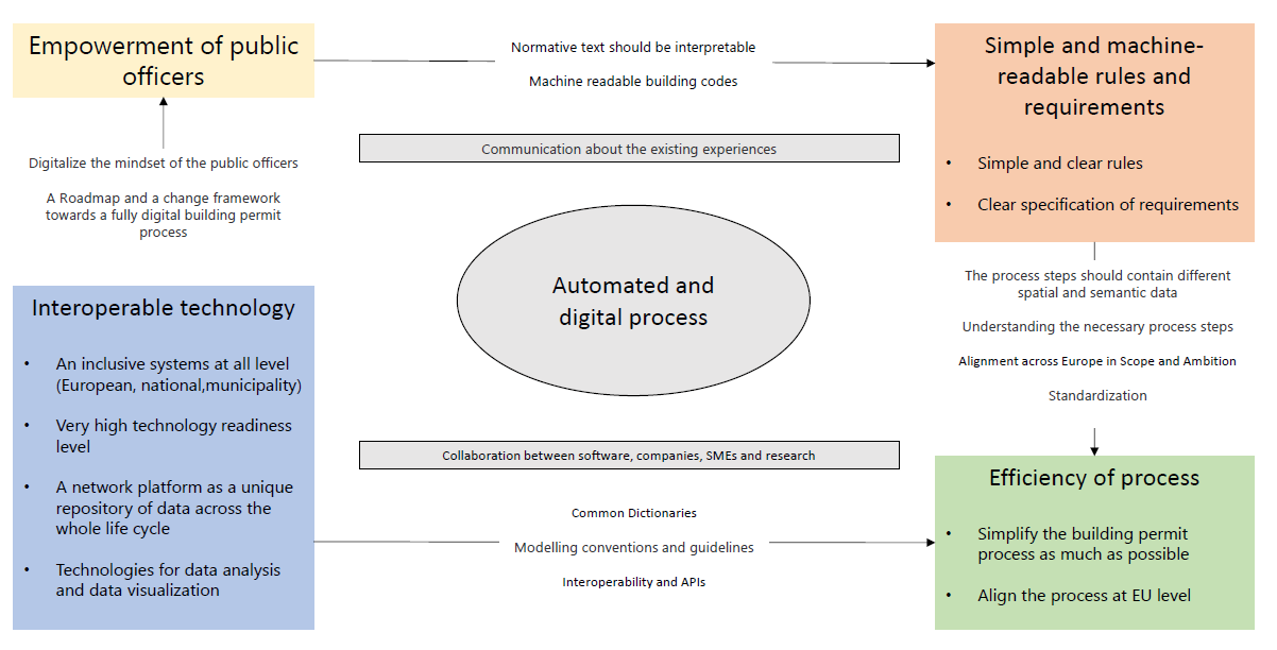 Empowerment of public
officers
Digitalize the mindset of the public officers
A Roadmap and a change framework
towards a fully digital building permit
process
Normative text should be interpretable
Machine readable building codes
Communication about the existing experiences
Simple and machine-
readable rules and
requirements
• Simple and clear rules
• Clear specification of requirements
The process steps should contain different
spatial and semantic data
Understanding the necessary process steps
Alignment across Europe in Scope and Ambition
Standardization
Automated and
digital process
Interoperable technology
• An inclusive systems at all level
(European, national,municipality)
• Very high technology readiness
level
• A network platform as a unique
repository of data across the
whole life cycle
• Technologies for data analysis
and data visualization
Collaboration between software, companies, SMEs and research
Common Dictionaries
Modelling conventions and guidelines
Interoperability and APIs
Efficiency of process
• Simplify the building permit
process as much as possible
• Align the process at EU level